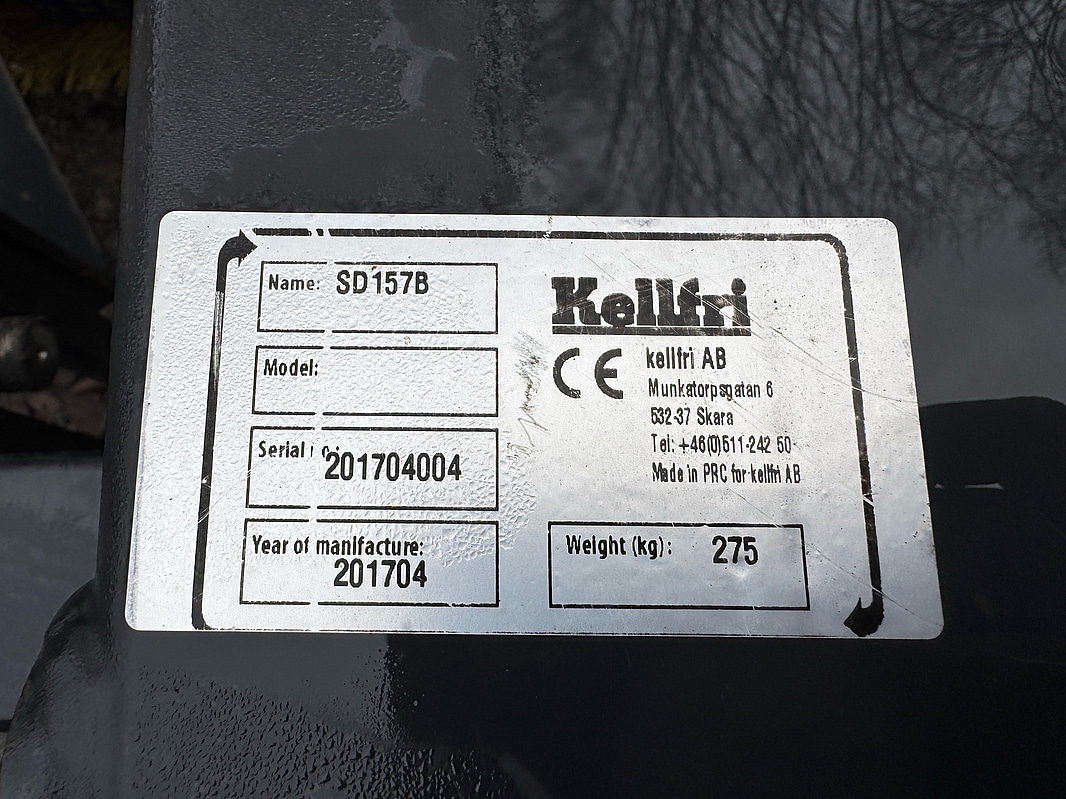 Name: SD157B
Model:
Serial no: 201704004
Year of manifacture:
201704
Kellfri
CE
kellfri AB
Munkatorpsgatan 6
532-37 Skara
Tel: +46(0)511-242 50
Made in PRC for kellfri AB
Weight (kg): 275